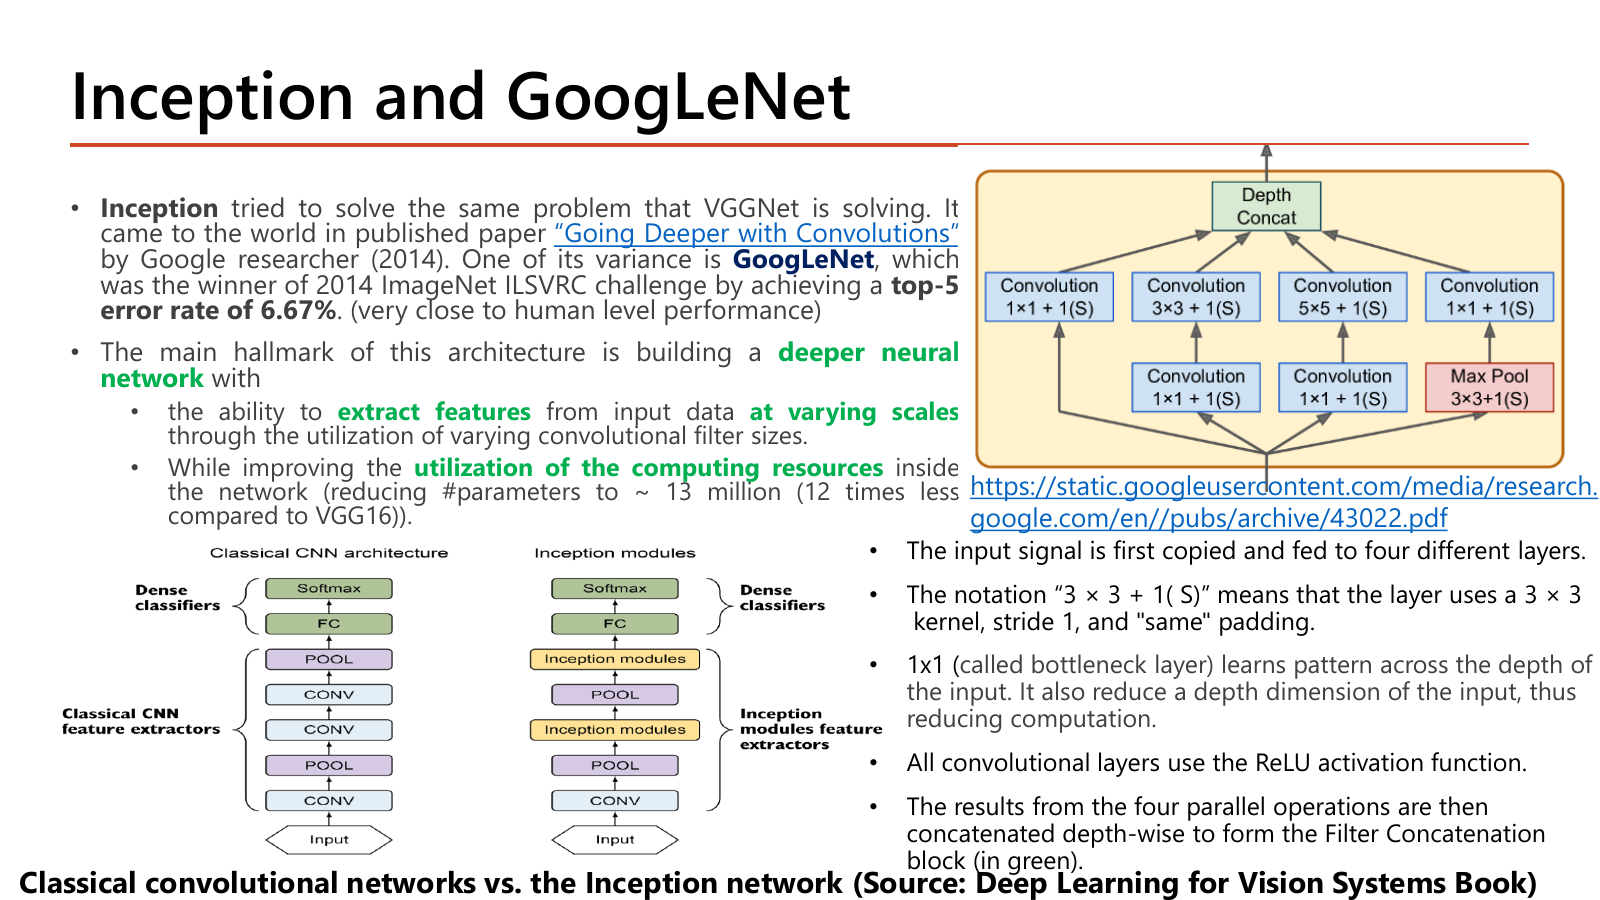 Inception and GoogLeNet
• Inception tried to solve the same problem that VGGNet is solving. It
came to the world in published paper “Going Deeper with Convolutions”
by Google researcher (2014). One of its variance is GoogLeNet, which
was the winner of 2014 ImageNet ILSVRC challenge by achieving a top-5
error rate of 6.67%. (very close to human level performance)
• The main hallmark of this architecture is building a deeper neural
network with
• the ability to extract features from input data at varying scales
through the utilization of varying convolutional filter sizes.
• While improving the utilization of the computing resources inside
the network (reducing #parameters to ~ 13 million (12 times less
compared to VGG16)).
Depth
Concat
Convolution
1×1 + 1(S)
Convolution
3×3 + 1(S)
Convolution
5×5 + 1(S)
Convolution
1×1 + 1(S)
Convolution
1×1 + 1(S)
Convolution
1×1 + 1(S)
Max Pool
3×3+1(S)
https://static.googleusercontent.com/media/research.
google.com/en//pubs/archive/43022.pdf
Classical CNN architecture
Dense
classifiers
Softmax
FC
POOL
CONV
CONV
POOL
CONV
Input
Classical CNN
feature extractors
Inception modules
Softmax
FC
Inception modules
POOL
Inception modules
POOL
CONV
Input
Dense
classifiers
Inception
modules feature
extractors
• The input signal is first copied and fed to four different layers.
• The notation “3 × 3 + 1( S)” means that the layer uses a 3 × 3
kernel, stride 1, and "same" padding.
• 1x1 (called bottleneck layer) learns pattern across the depth of
the input. It also reduce a depth dimension of the input, thus
reducing computation.
• All convolutional layers use the ReLU activation function.
• The results from the four parallel operations are then
concatenated depth-wise to form the Filter Concatenation
block (in green).
Classical convolutional networks vs. the Inception network (Source: Deep Learning for Vision Systems Book)